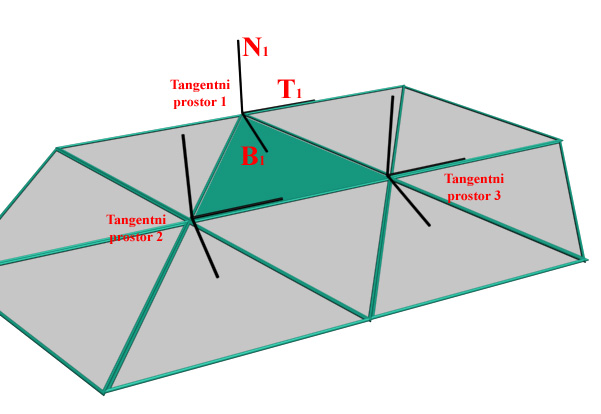 N1
Tangentni
prostor 1
T1
B1
Tangentni
prostor 3
Tangentni
prostor 2